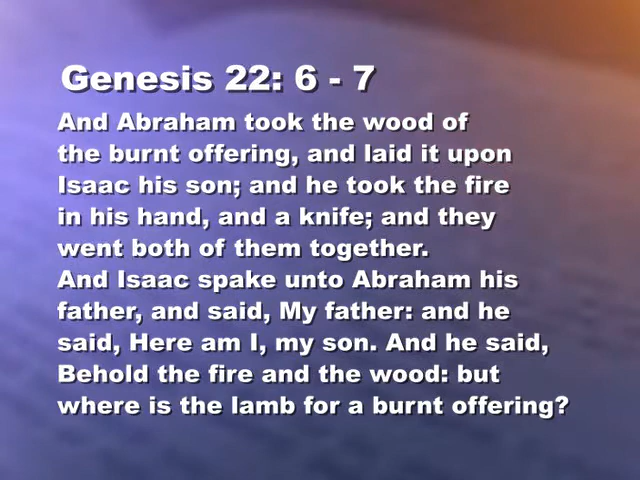 Genesis 22: 6 - 7
And Abraham took the wood of
the burnt offering, and laid it upon
Isaac his son; and he took the fire
in his hand, and a knife; and they
went both of them together.
And Isaac spake unto Abraham his
father, and said, My father: and he
said, Here am I, my son. And he said,
Behold the fire and the wood: but
where is the lamb for a burnt offering?